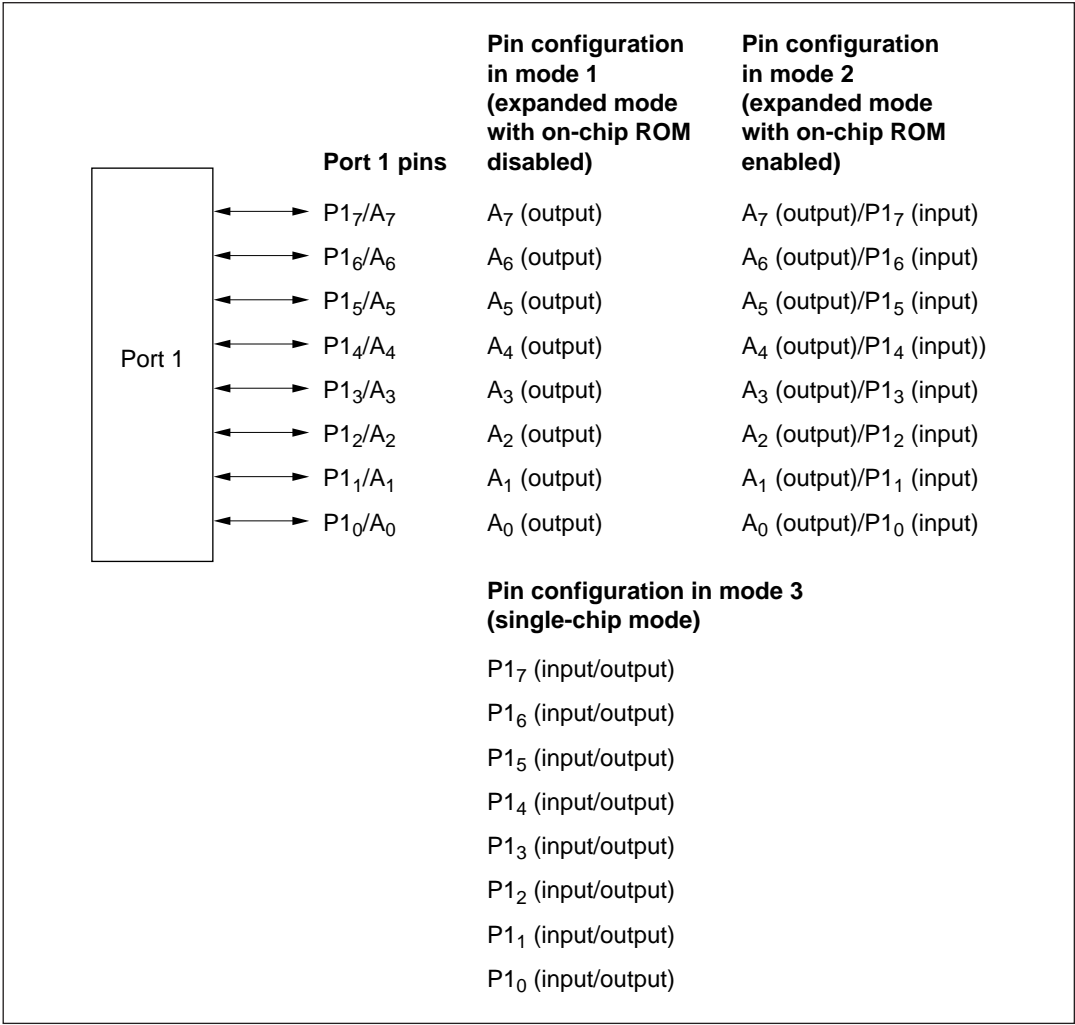 Pin configuration
in mode 1
(expanded mode
with on-chip ROM
disabled)
Pin configuration
in mode 2
(expanded mode
with on-chip ROM
enabled)
Port 1 pins
Port 1
P1₇/A₇ A₇ (output) A₇ (output)/P1₇ (input)
P1₆/A₆ A₆ (output) A₆ (output)/P1₆ (input)
P1₅/A₅ A₅ (output) A₅ (output)/P1₅ (input)
P1₄/A₄ A₄ (output) A₄ (output)/P1₄ (input))
P1₃/A₃ A₃ (output) A₃ (output)/P1₃ (input)
P1₂/A₂ A₂ (output) A₂ (output)/P1₂ (input)
P1₁/A₁ A₁ (output) A₁ (output)/P1₁ (input)
P1₀/A₀ A₀ (output) A₀ (output)/P1₀ (input)
Pin configuration in mode 3
(single-chip mode)
P1₇ (input/output)
P1₆ (input/output)
P1₅ (input/output)
P1₄ (input/output)
P1₃ (input/output)
P1₂ (input/output)
P1₁ (input/output)
P1₀ (input/output)